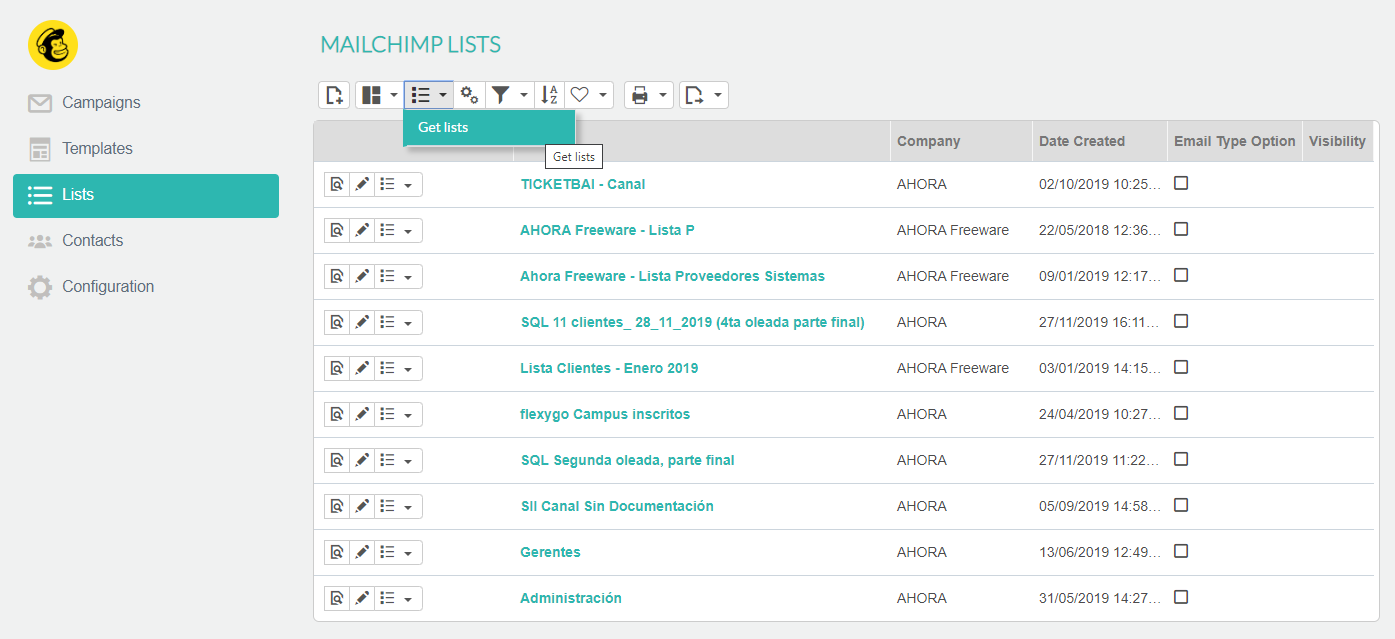 MAILCHIMP LISTS
Campaigns
Templates
Lists
Contacts
Configuration
A
Z
Get lists
Get lists
Company Date Created Email Type Option Visibility
TICKETBAI - Canal AHORA 02/10/2019 10:25...
AHORA Freeware - Lista P AHORA Freeware 22/05/2018 12:36...
Ahora Freeware - Lista Proveedores Sistemas AHORA Freeware 09/01/2019 12:17...
SQL 11 clientes_ 28_11_2019 (4ta oleada parte final) AHORA 27/11/2019 16:11...
Lista Clientes - Enero 2019 AHORA Freeware 03/01/2019 14:15...
flexygo Campus inscritos AHORA 24/04/2019 10:27...
SQL Segunda oleada, parte final AHORA 27/11/2019 11:22...
SII Canal Sin Documentación AHORA 05/09/2019 14:58...
Gerentes AHORA 13/06/2019 12:49...
Administración AHORA 31/05/2019 14:27...